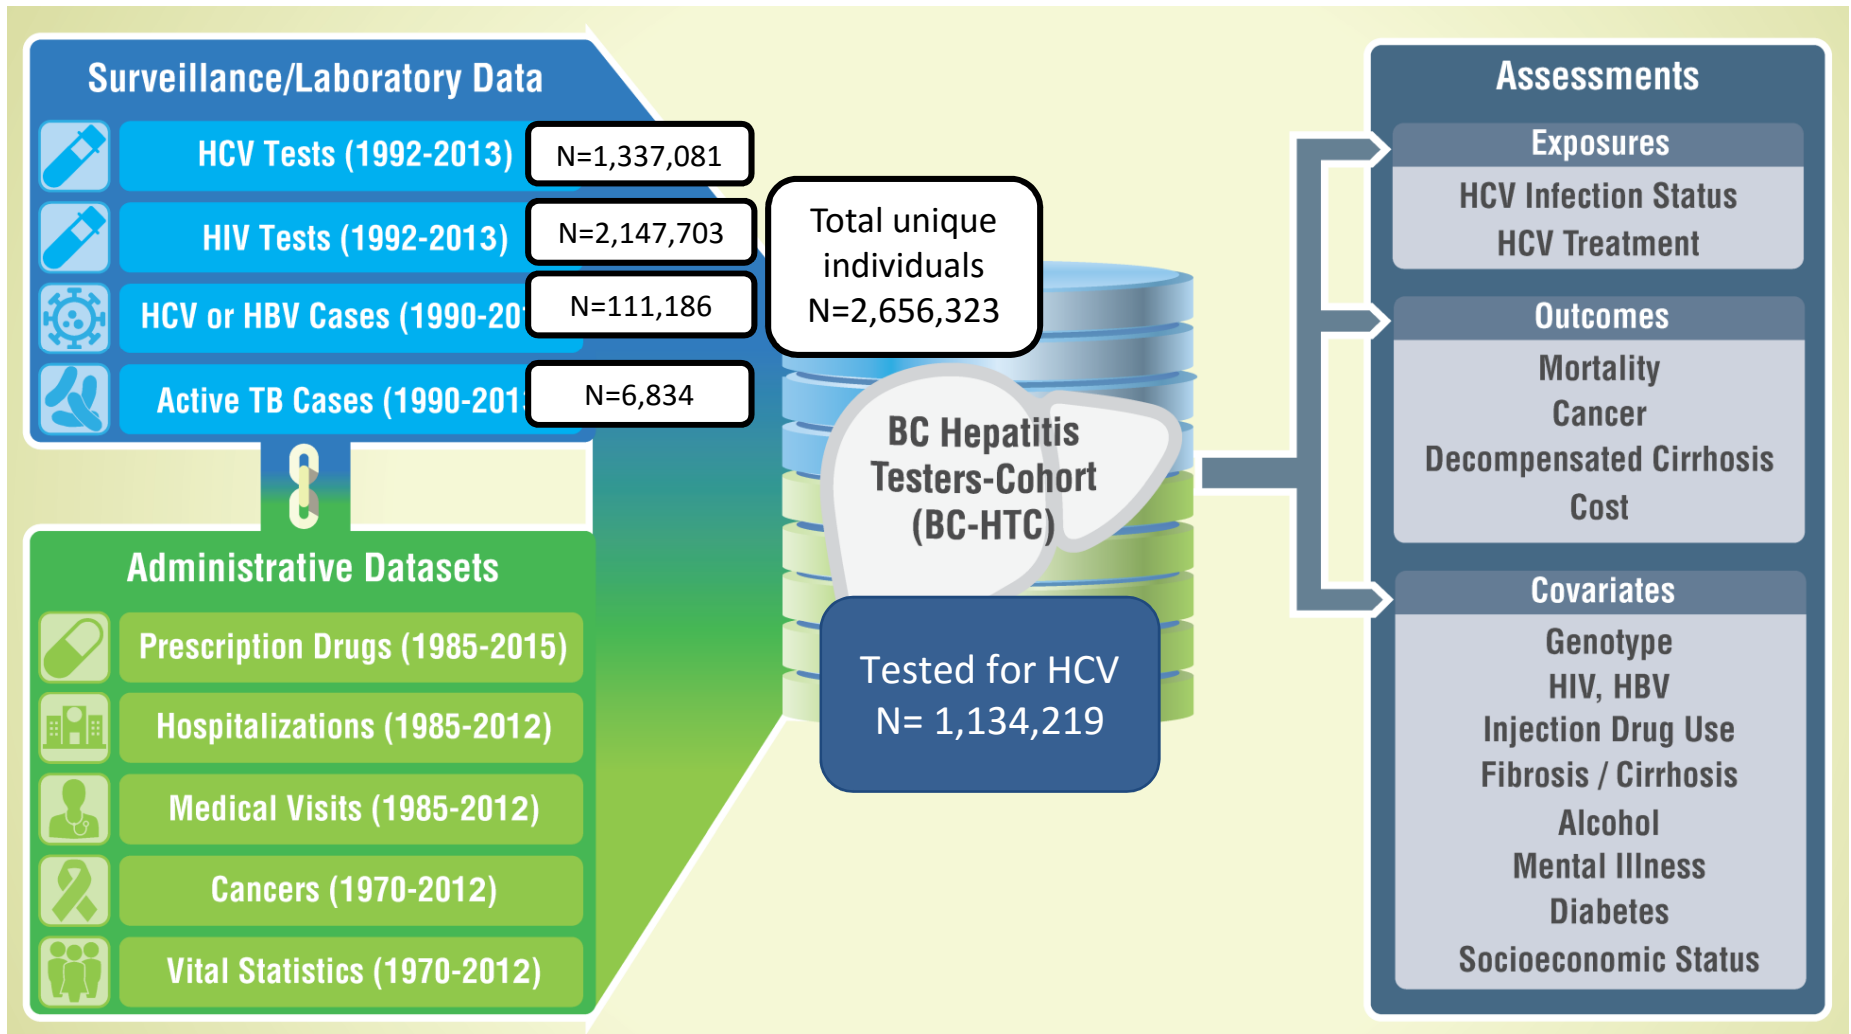 Surveillance/Laboratory Data
HCV Tests (1992-2013)
N=1,337,081
HIV Tests (1992-2013)
N=2,147,703
HCV or HBV Cases (1990-20
N=111,186
Active TB Cases (1990-201
N=6,834
Administrative Datasets
Prescription Drugs (1985-2015)
Hospitalizations (1985-2012)
Medical Visits (1985-2012)
Cancers (1970-2012)
Vital Statistics (1970-2012)
Total unique
individuals
N=2,656,323
BC Hepatitis
Testers-Cohort
(BC-HTC)
Tested for HCV
N= 1,134,219
Assessments
Exposures
HCV Infection Status
HCV Treatment
Outcomes
Mortality
Cancer
Decompensated Cirrhosis
Cost
Covariates
Genotype
HIV, HBV
Injection Drug Use
Fibrosis / Cirrhosis
Alcohol
Mental Illness
Diabetes
Socioeconomic Status